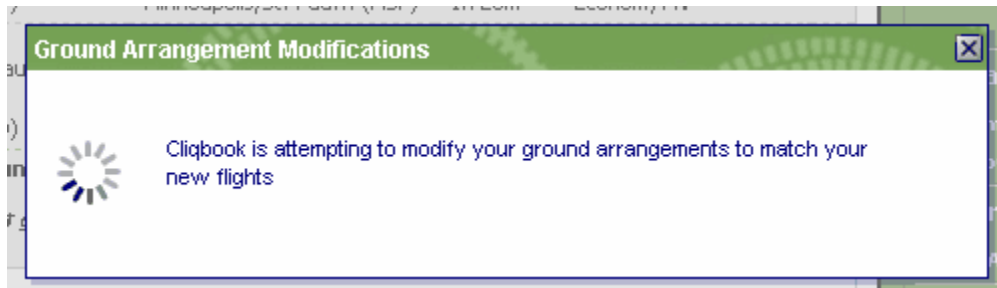 Ground Arrangement Modifications
Cliqbook is attempting to modify your ground arrangements to match your
new flights